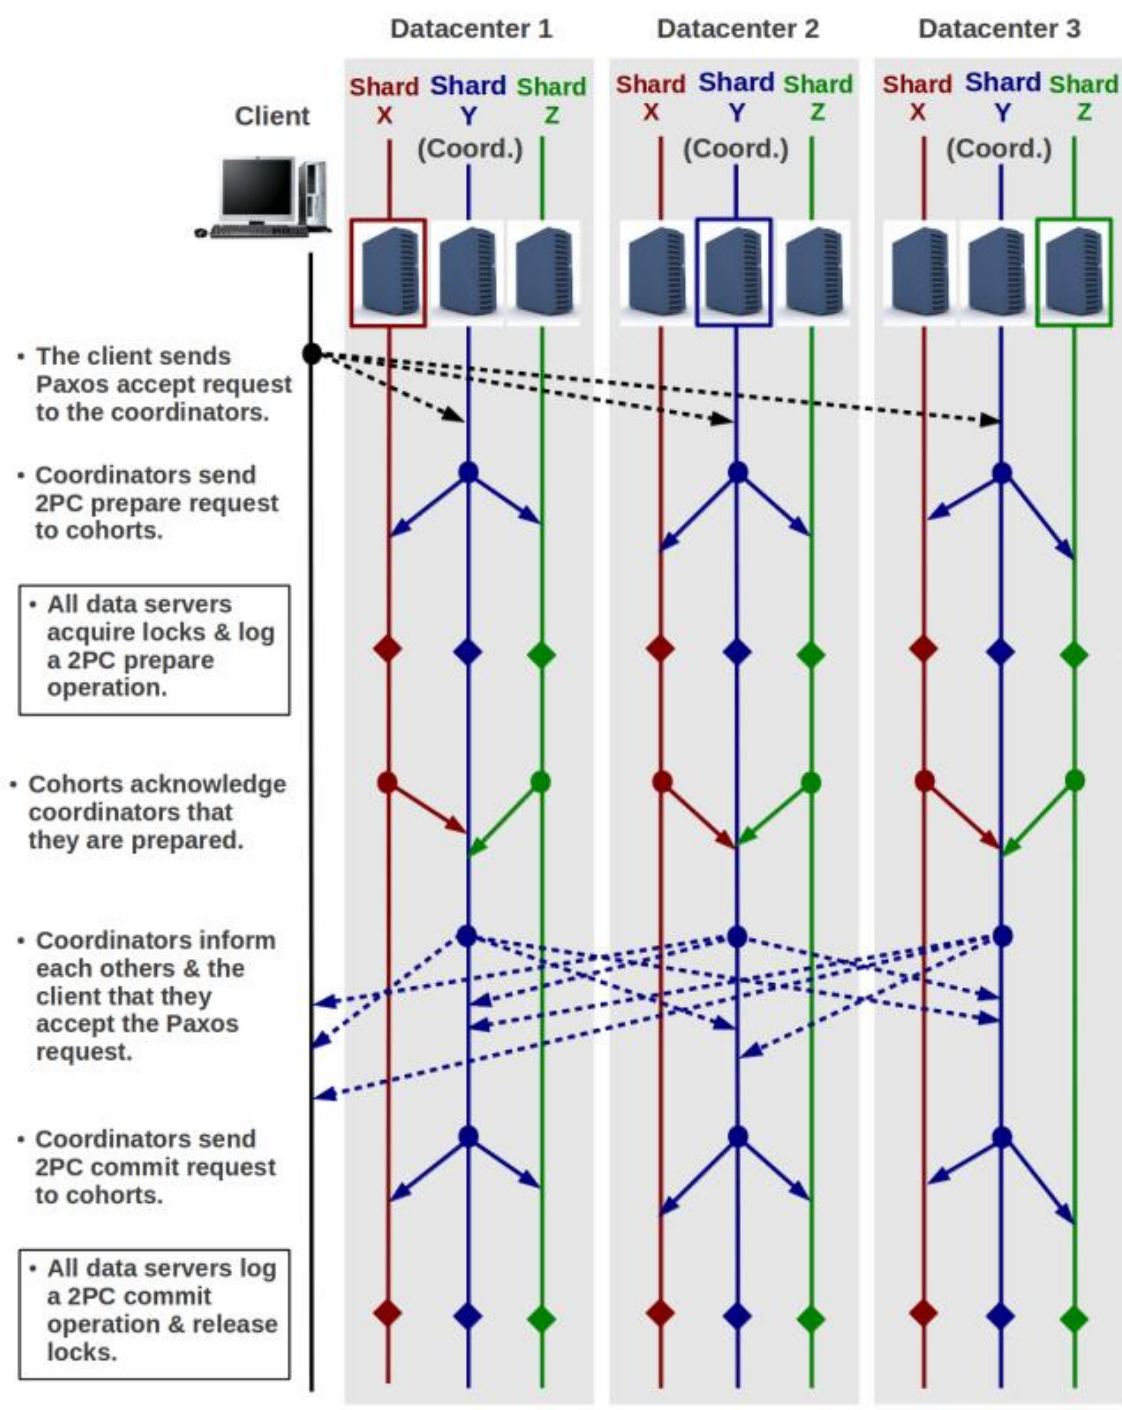 Datacenter 1 Datacenter 2 Datacenter 3
Client
Shard Shard Shard
X Y Z
(Coord.)
Shard Shard Shard
X Y Z
(Coord.)
Shard Shard Shard
X Y Z
(Coord.)
• The client sends
Paxos accept request
to the coordinators.
• Coordinators send
2PC prepare request
to cohorts.
• All data servers
acquire locks & log
a 2PC prepare
operation.
• Cohorts acknowledge
coordinators that
they are prepared.
• Coordinators inform
each others & the
client that they
accept the Paxos
request.
• Coordinators send
2PC commit request
to cohorts.
• All data servers log
a 2PC commit
operation & release
locks.